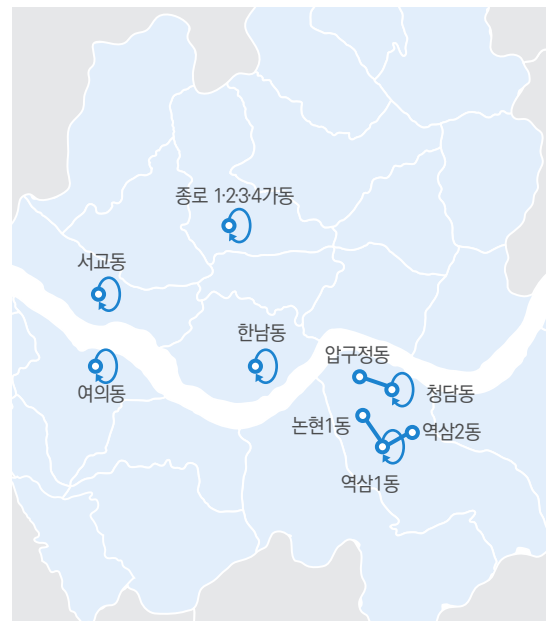 종로 1·2·3·4가동
서교동
한남동
압구정동
여의동
청담동
논현1동
역삼2동
역삼1동